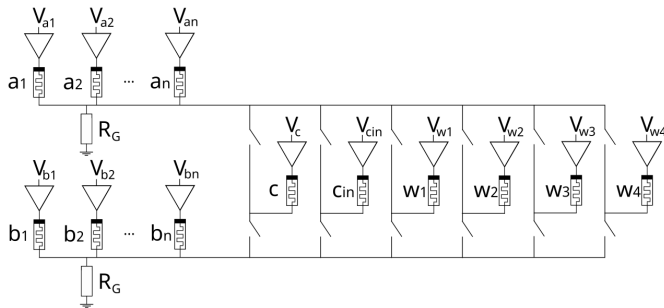 Va1 Va2 Van
a1 a2 ... an
RG
Vc Vcin Vw1 Vw2 Vw3 Vw4
c cin w1 w2 w3 w4
Vb1 Vb2 Vbn
b1 b2 ... bn
RG